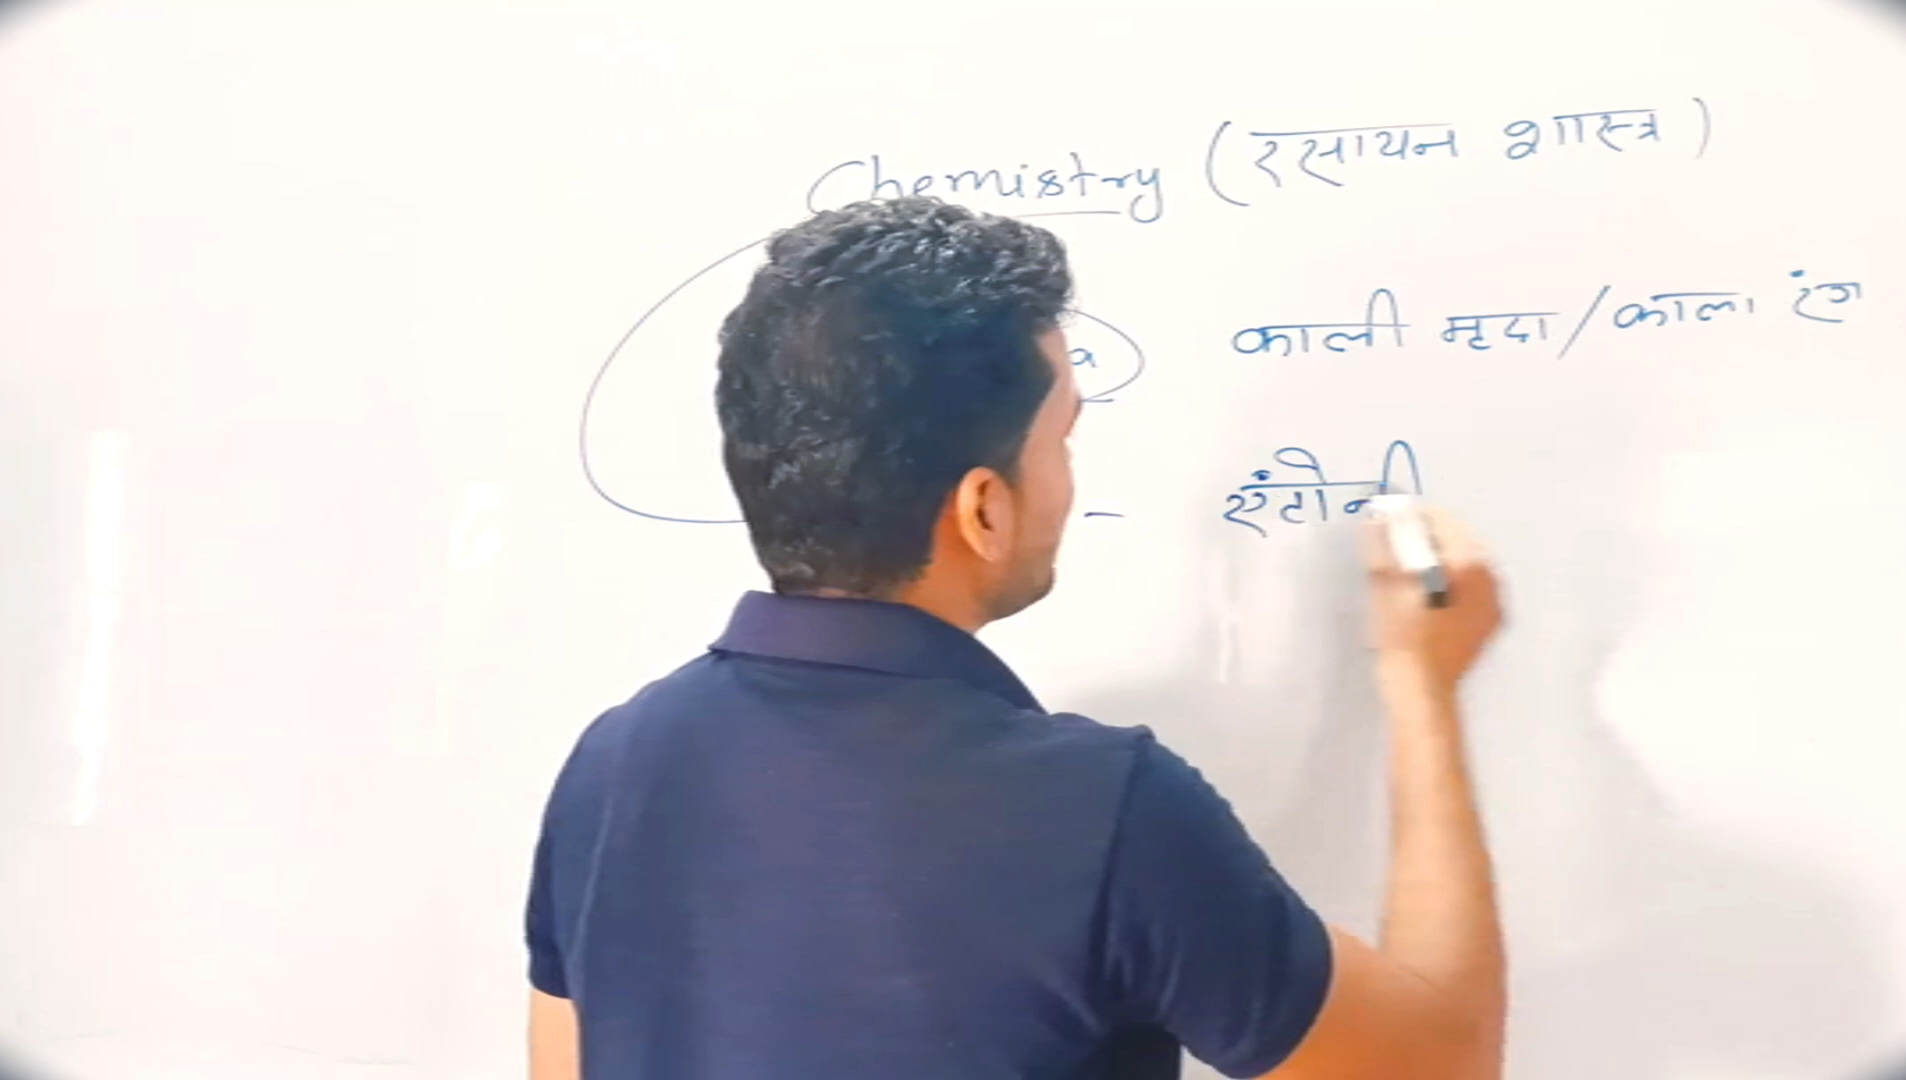 Chemistry (रसायन शास्त्र)
काली मृदा/काला रंग
- एंटोनी